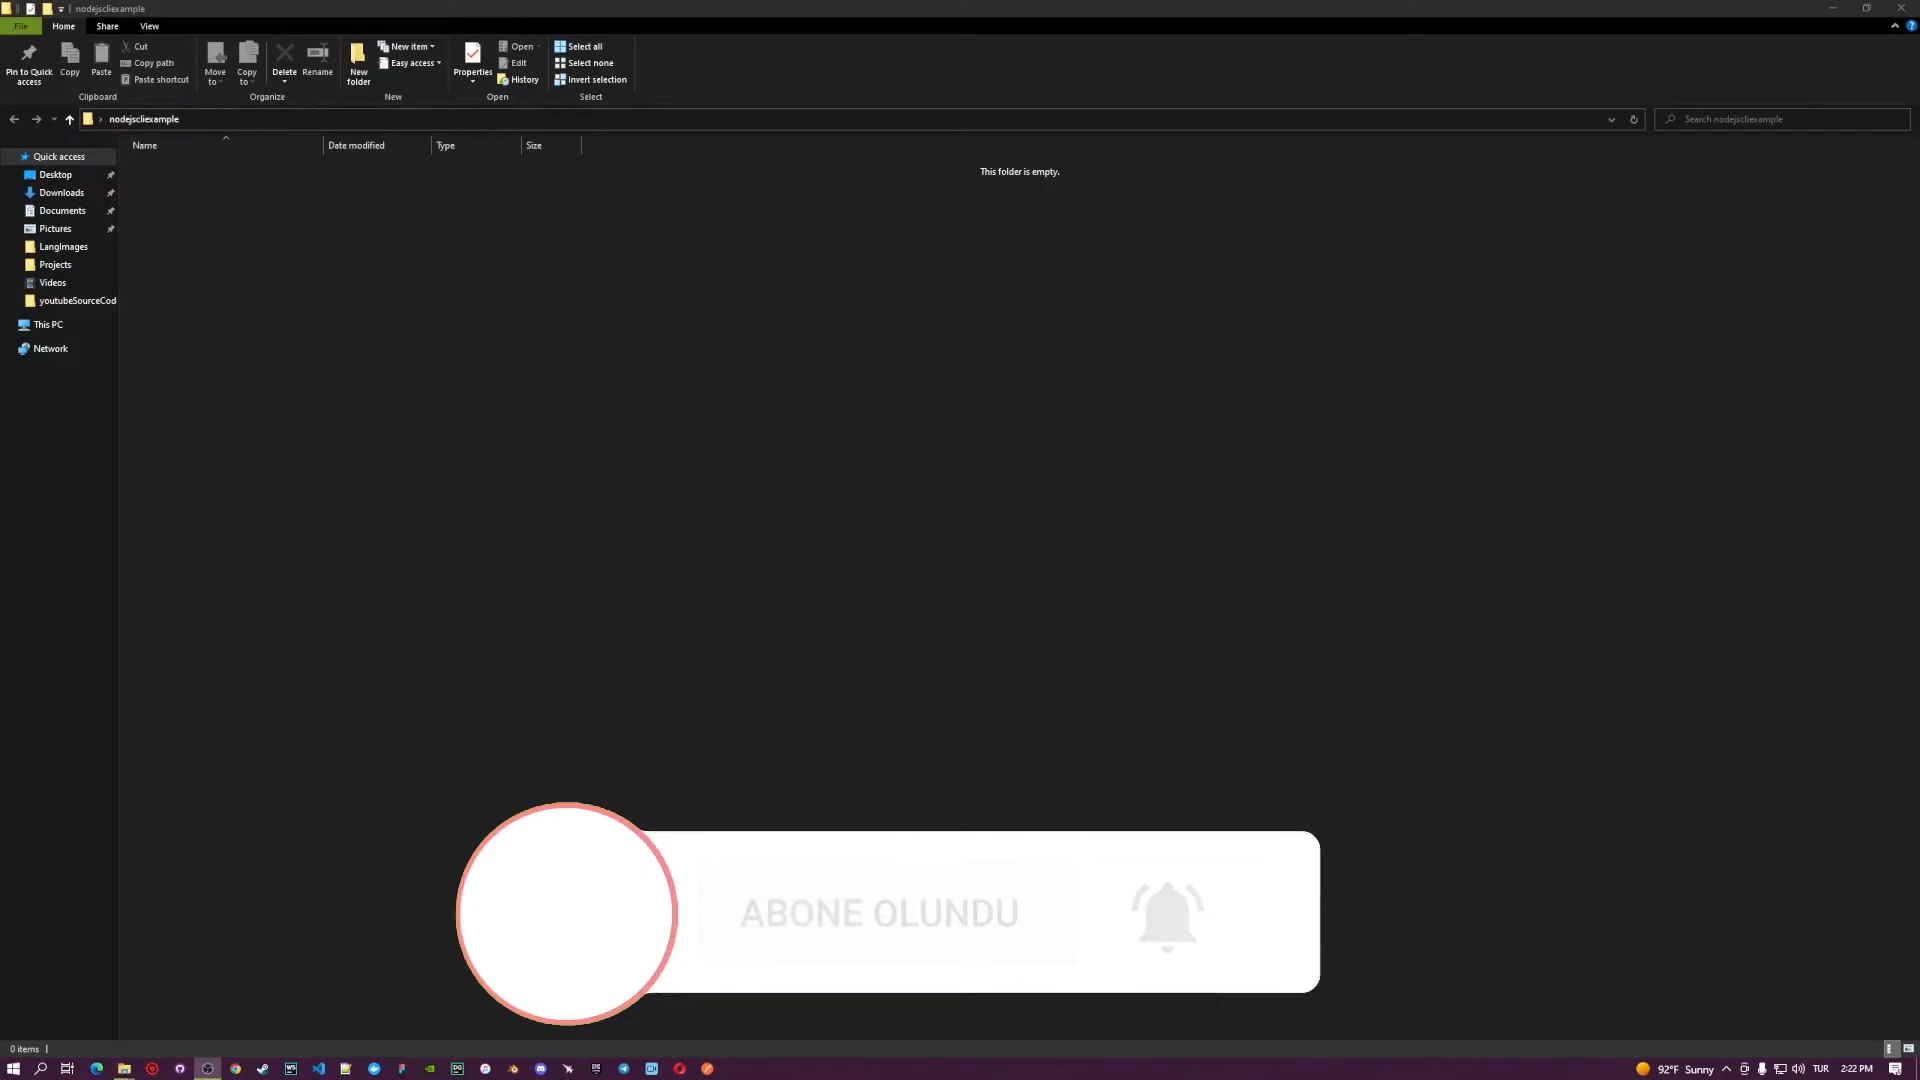 nodejscliexample
File Home Share View
Pin to Quick access
Copy
Paste
Cut
Copy path
Paste shortcut
Clipboard
Move to
Copy to
Delete
Rename
Organize
New folder
New item
Easy access
New
Properties
Open
Edit
History
Open
Select all
Select none
Invert selection
Select
nodejscliexample
Search nodejscliexample
Name Date modified Type Size
This folder is empty.
Quick access
Desktop
Downloads
Documents
Pictures
LangImages
Projects
Videos
youtubeSourceCod
This PC
Network
ABONE OLUNDU
0 items
WS
DG
92°F Sunny
TUR
2:22 PM